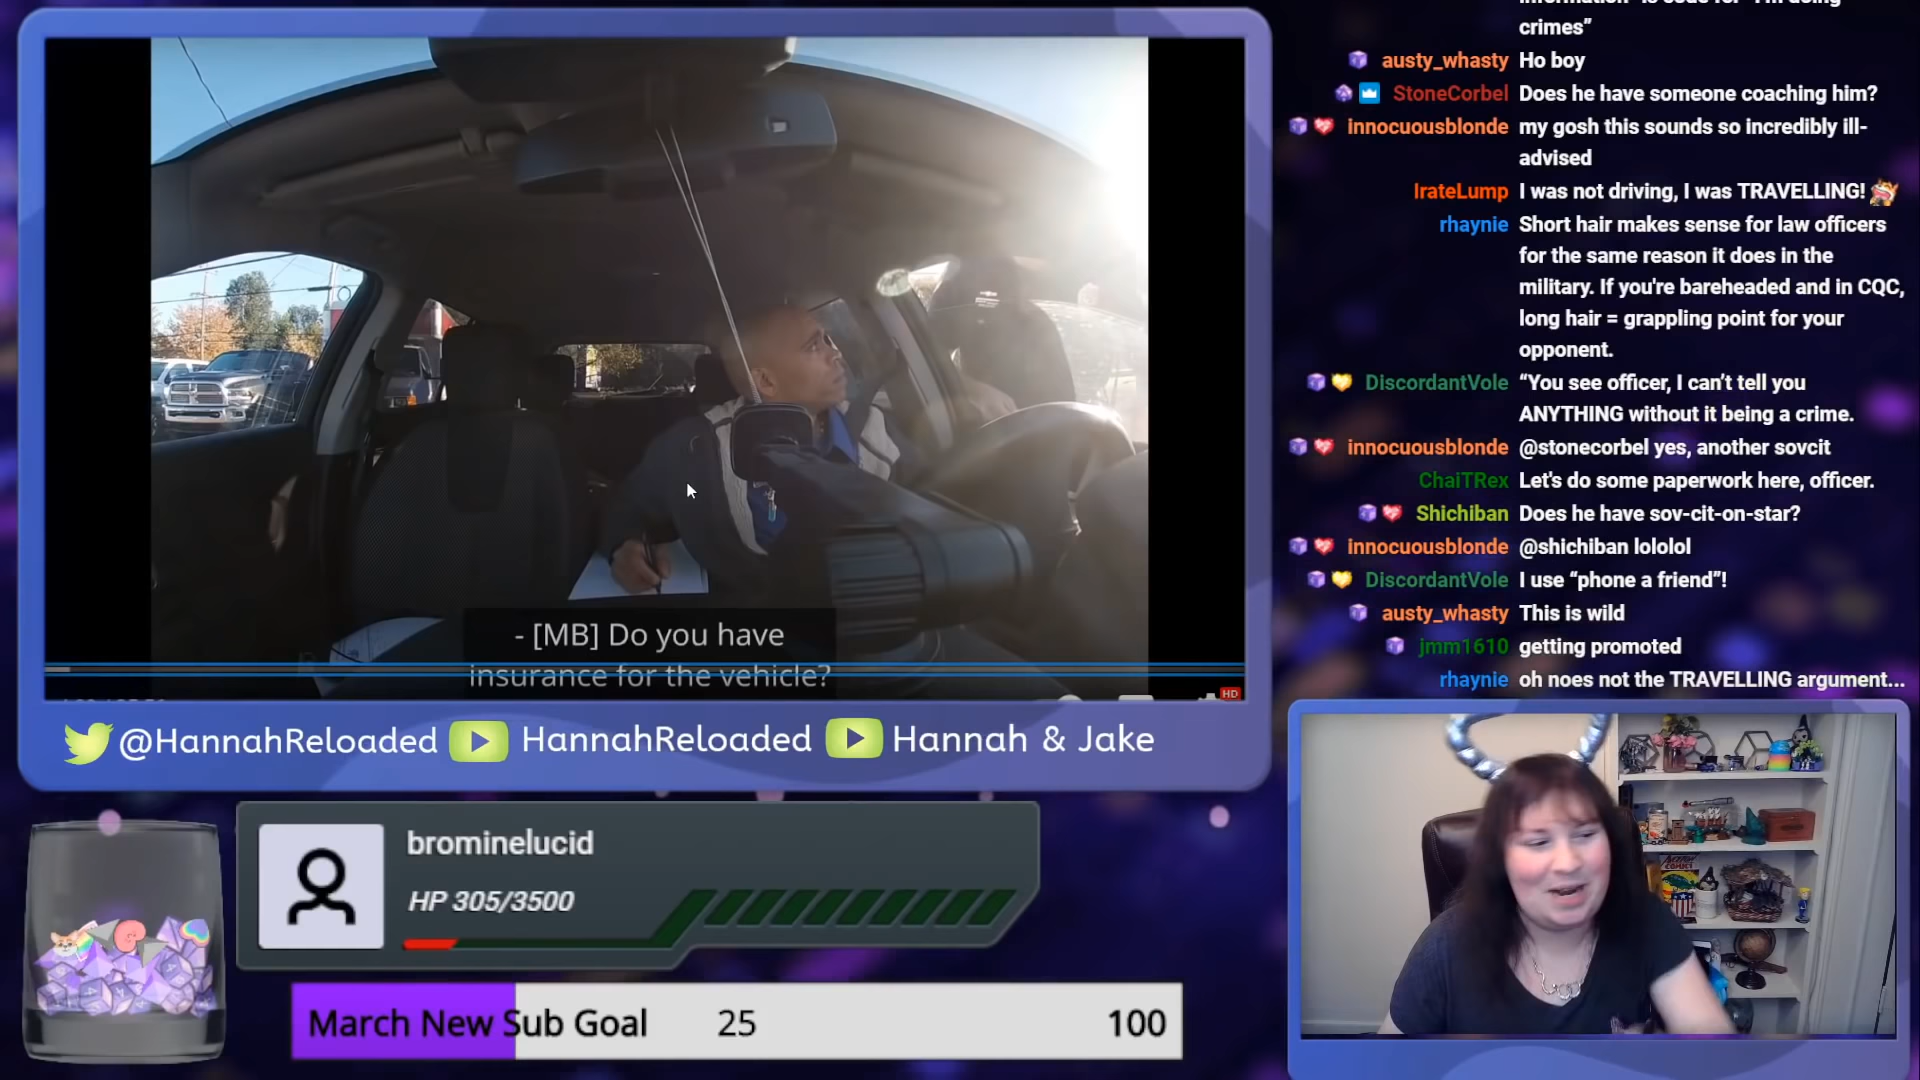 crimes”
austy_whasty Ho boy
StoneCorbel Does he have someone coaching him?
innocuousblonde my gosh this sounds so incredibly ill-
advised
IrateLump I was not driving, I was TRAVELLING!
rhaynie Short hair makes sense for law officers
for the same reason it does in the
military. If you're bareheaded and in CQC,
long hair = grappling point for your
opponent.
DiscordantVole “You see officer, I can’t tell you
ANYTHING without it being a crime.
innocuousblonde @stonecorbel yes, another sovcit
ChaiTRex Let's do some paperwork here, officer.
Shichiban Does he have sov-cit-on-star?
innocuousblonde @shichiban lololol
DiscordantVole I use “phone a friend”!
austy_whasty This is wild
jmm1610 getting promoted
rhaynie oh noes not the TRAVELLING argument...
- [MB] Do you have
insurance for the vehicle?
HD
@HannahReloaded HannahReloaded Hannah & Jake
brominelucid
HP 305/3500
March New Sub Goal 25 100